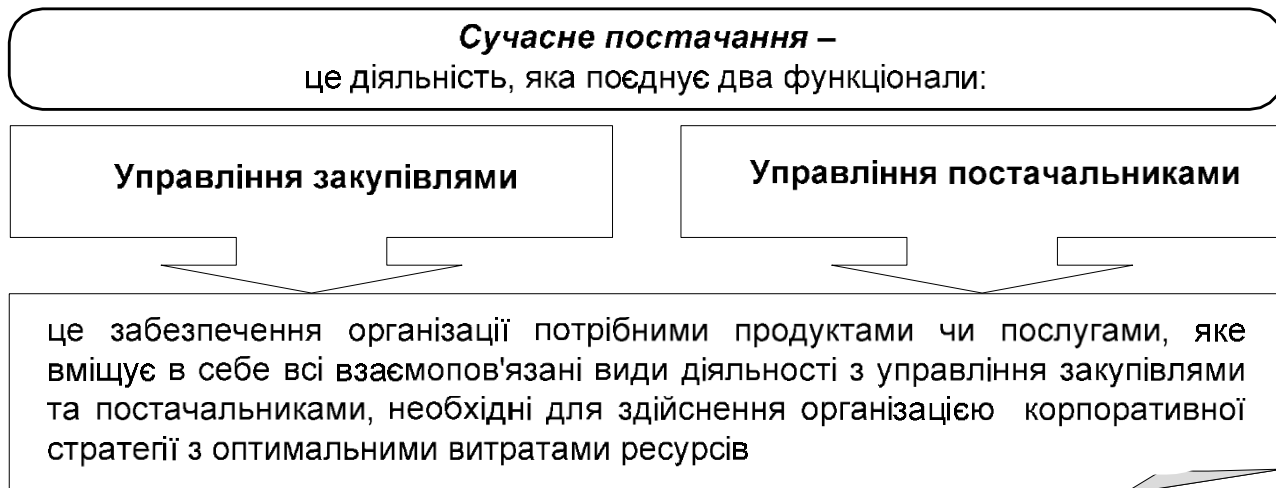 Сучасне постачання –
це діяльність, яка поєднує два функціонали:
Управління закупівлями
Управління постачальниками
це забезпечення організації потрібними продуктами чи послугами, яке
вміщує в себе всі взаємопов'язані види діяльності з управління закупівлями
та постачальниками, необхідні для здійснення організацією корпоративної
стратегії з оптимальними витратами ресурсів